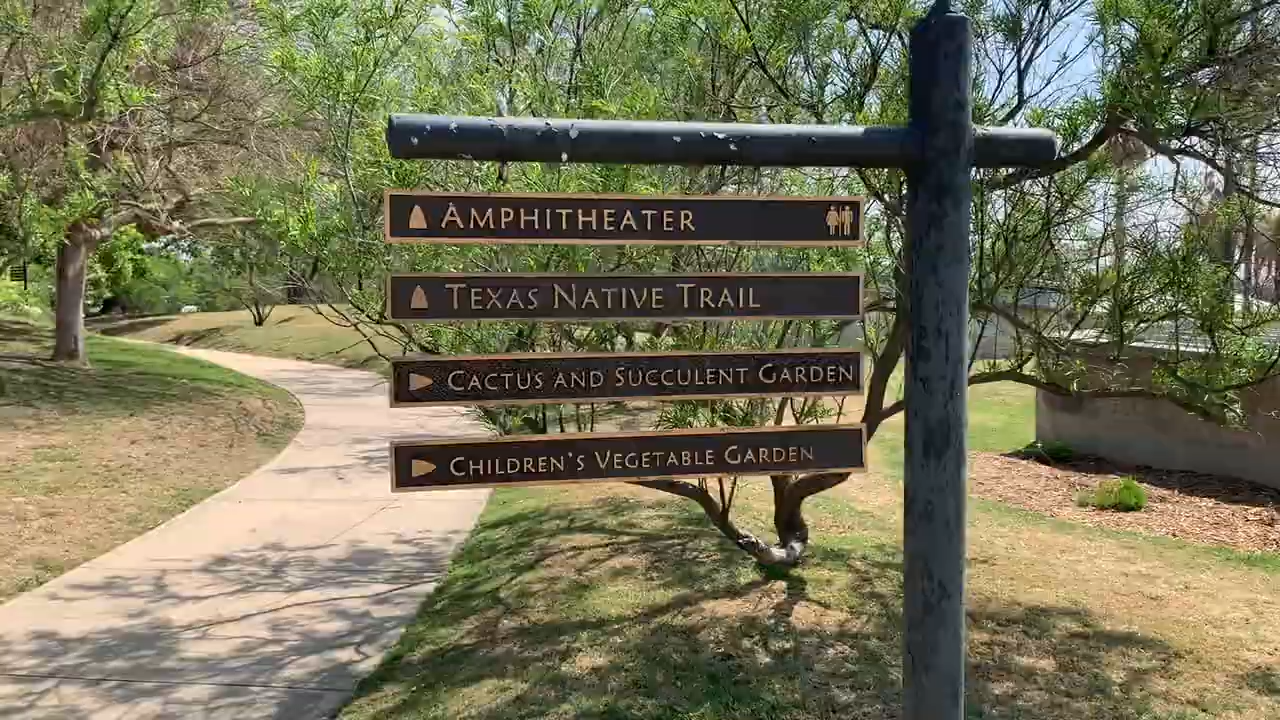 AMPHITHEATER
TEXAS NATIVE TRAIL
CACTUS AND SUCCULENT GARDEN
CHILDREN'S VEGETABLE GARDEN